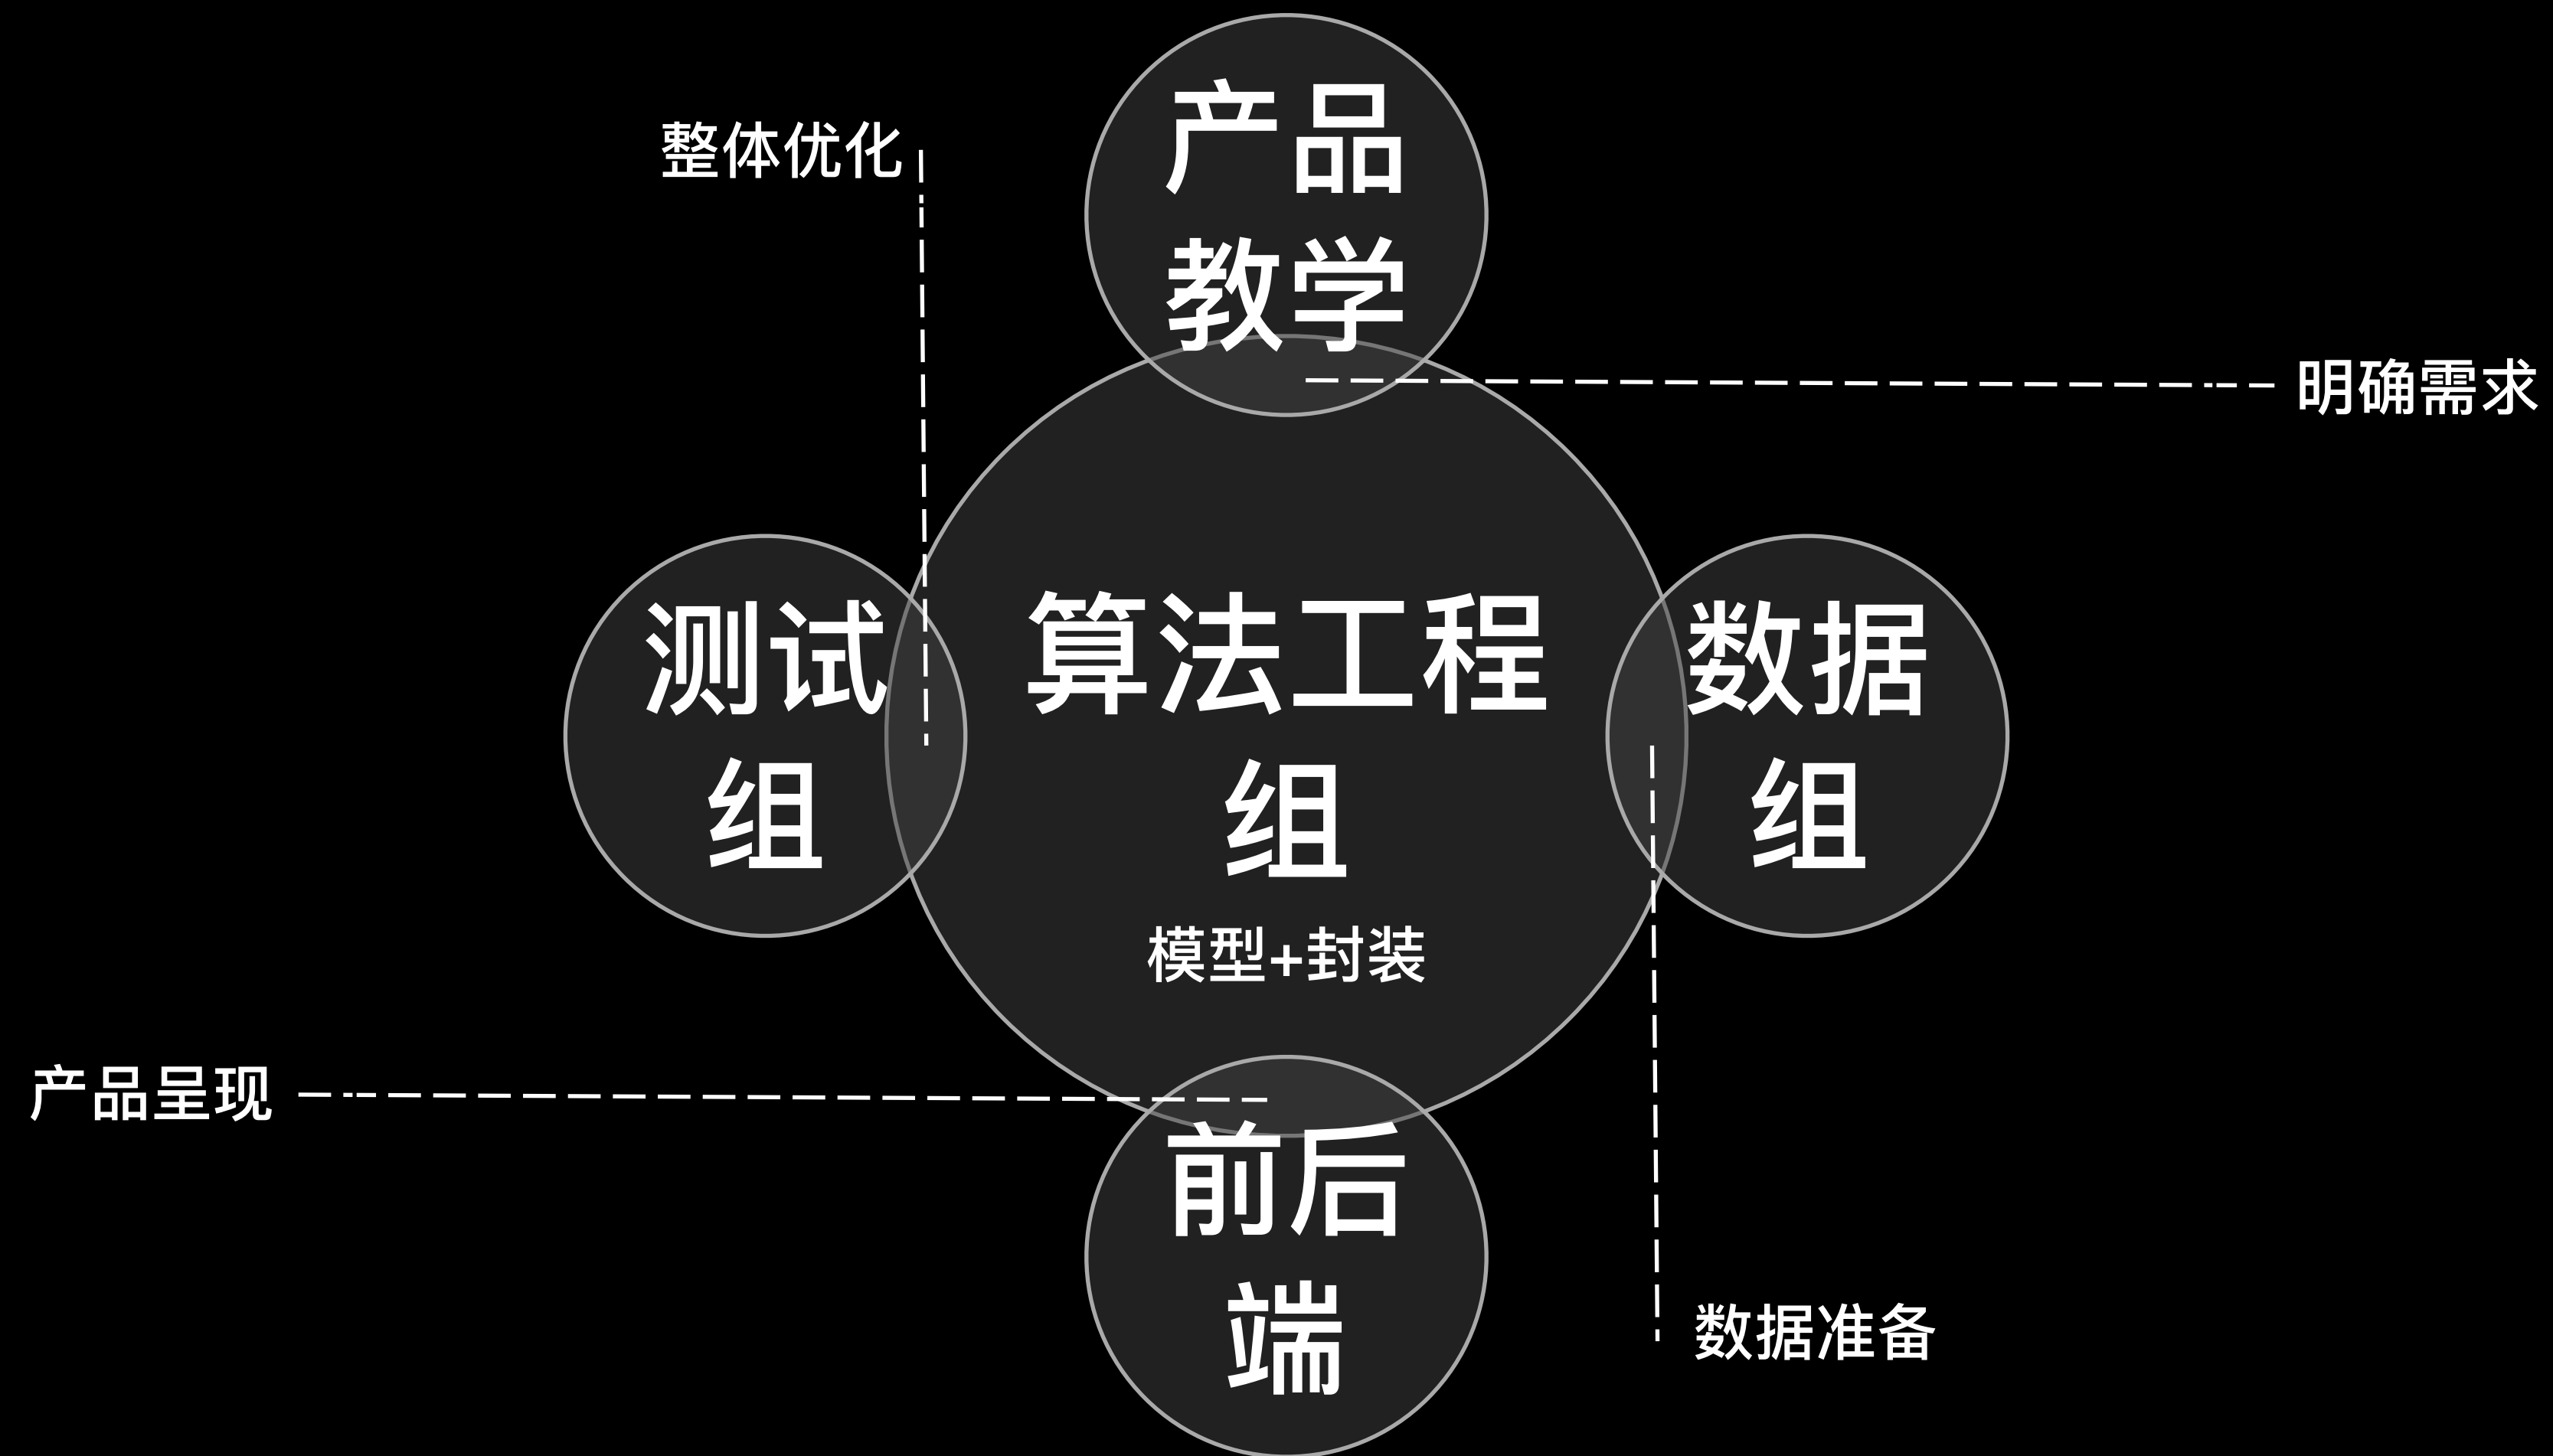 产品
教学
整体优化
明确需求
测试
组
算法工程
组
模型+封装
数据
组
产品呈现
前后
端
数据准备